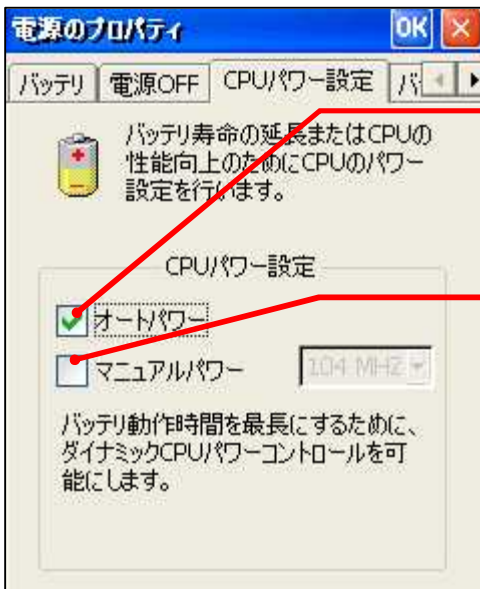 電源のプロパティ OK
バッテリ 電源OFF CPUパワー設定 バ
バッテリ寿命の延長またはCPUの
性能向上のためにCPUのパワー
設定を行います。
CPUパワー設定
オートパワー
マニュアルパワー 104 MHZ
バッテリ動作時間を最長にするために、
ダイナミックCPUパワーコントロールを可
能にします。